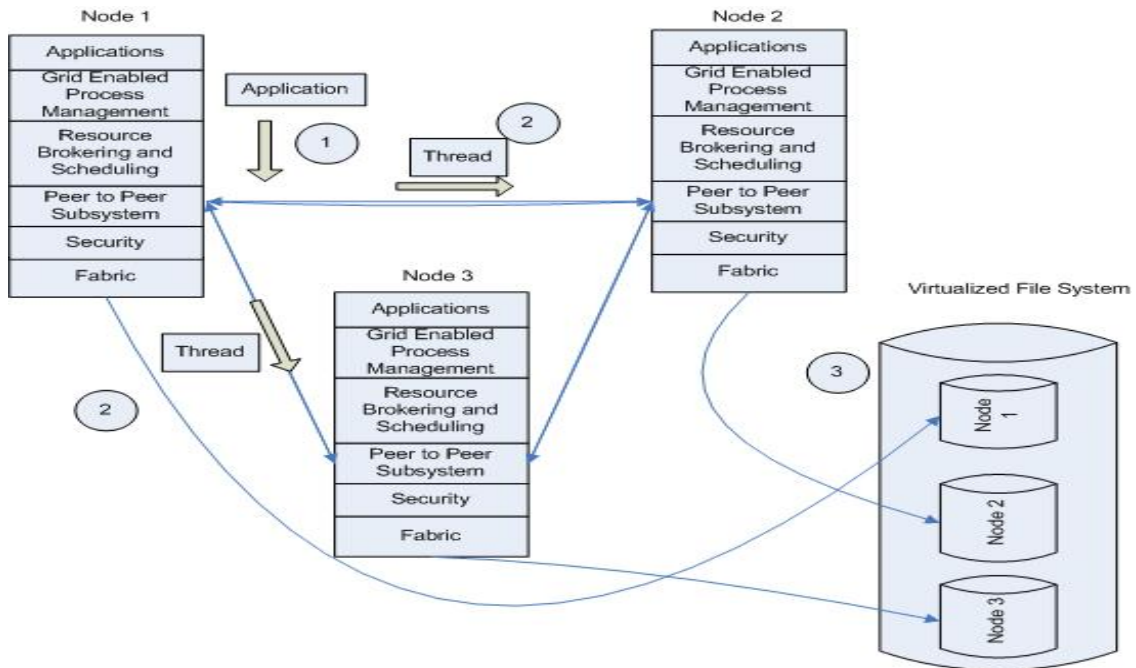 Node 1
Applications
Grid Enabled
Process
Management
Resource
Brokering and
Scheduling
Peer to Peer
Subsystem
Security
Fabric
Application
1
2
Thread
Node 2
Applications
Grid Enabled
Process
Management
Resource
Brokering and
Scheduling
Peer to Peer
Subsystem
Security
Fabric
Thread
2
Node 3
Applications
Grid Enabled
Process
Management
Resource
Brokering and
Scheduling
Peer to Peer
Subsystem
Security
Fabric
Virtualized File System
3
Node
1
Node 2
Node 3